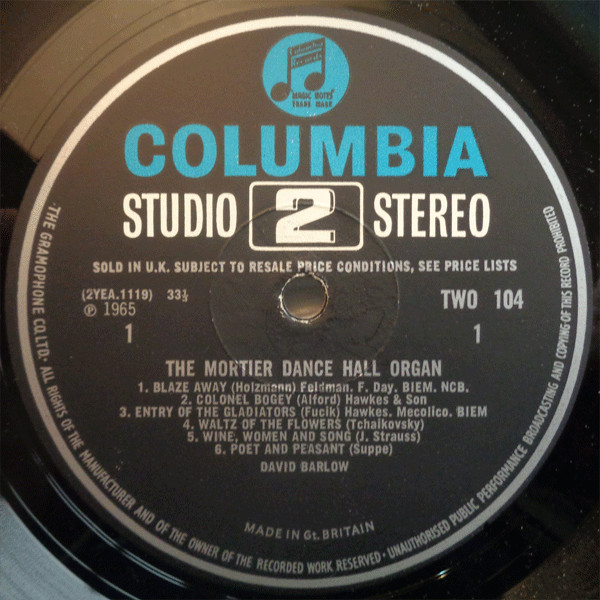 Columbia
Records
"MAGIC NOTES"
TRADE MARK
COLUMBIA
STUDIO 2 STEREO
SOLD IN U.K. SUBJECT TO RESALE PRICE CONDITIONS, SEE PRICE LISTS
(2YEA.1119) 33⅓
℗ 1965
TWO 104
1
1
THE MORTIER DANCE HALL ORGAN
1. BLAZE AWAY (Holzmann) Feldman. F. Day. BIEM. NCB.
2. COLONEL BOGEY (Alford) Hawkes & Son
3. ENTRY OF THE GLADIATORS (Fucik) Hawkes. Mecolico. BIEM
4. WALTZ OF THE FLOWERS (Tchaikovsky)
5. WINE, WOMEN AND SONG (J. Strauss)
6. POET AND PEASANT (Suppe)
DAVID BARLOW
MADE IN Gt. BRITAIN
THE GRAMOPHONE CO. LTD. · ALL RIGHTS OF THE MANUFACTURER AND OF THE OWNER OF THE RECORDED WORK RESERVED · UNAUTHORISED PUBLIC PERFORMANCE BROADCASTING AND COPYING OF THIS RECORD PROHIBITED